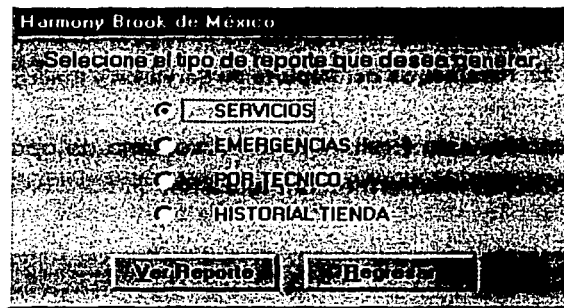 Harmony Brook de México
Selecione el tipo de reporte que desea generar.
SERVICIOS
EMERGENCIAS
POR TECNICO
HISTORIAL TIENDA
Ver Reporte Regresar